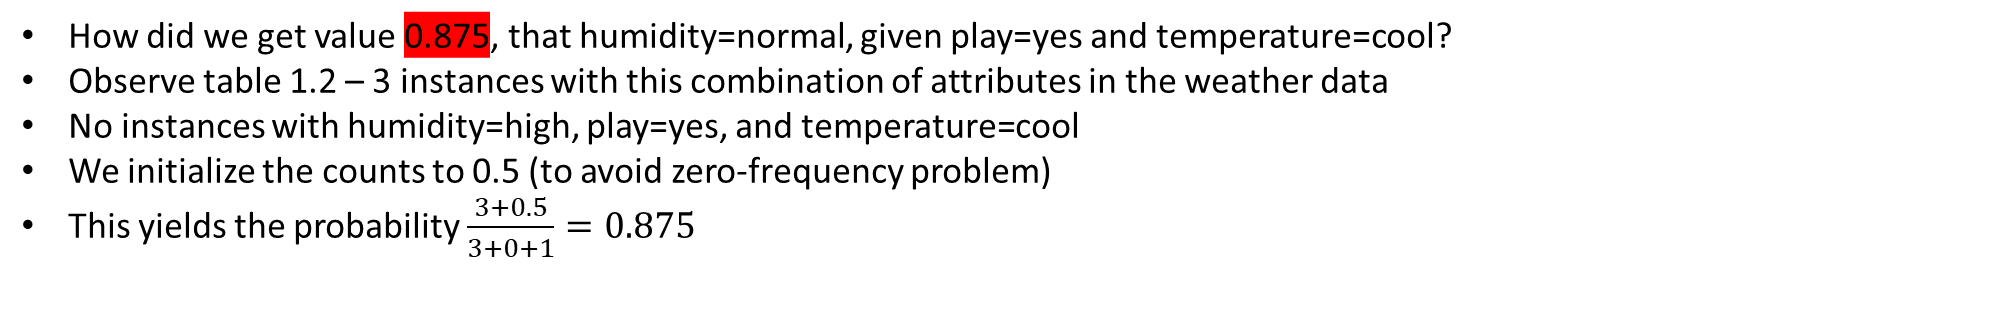 • How did we get value 0.875, that humidity=normal, given play=yes and temperature=cool?
• Observe table 1.2 – 3 instances with this combination of attributes in the weather data
• No instances with humidity=high, play=yes, and temperature=cool
• We initialize the counts to 0.5 (to avoid zero-frequency problem)
• This yields the probability (3+0.5)/(3+0+1) = 0.875